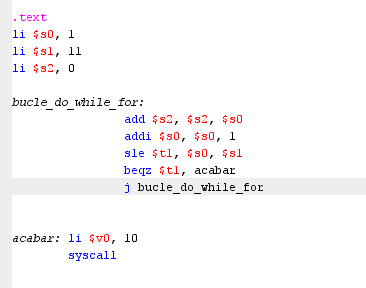 .text
li $s0, 1
li $s1, 11
li $s2, 0
bucle_do_while_for:
add $s2, $s2, $s0
addi $s0, $s0, 1
sle $t1, $s0, $s1
beqz $t1, acabar
j bucle_do_while_for
acabar: li $v0, 10
syscall